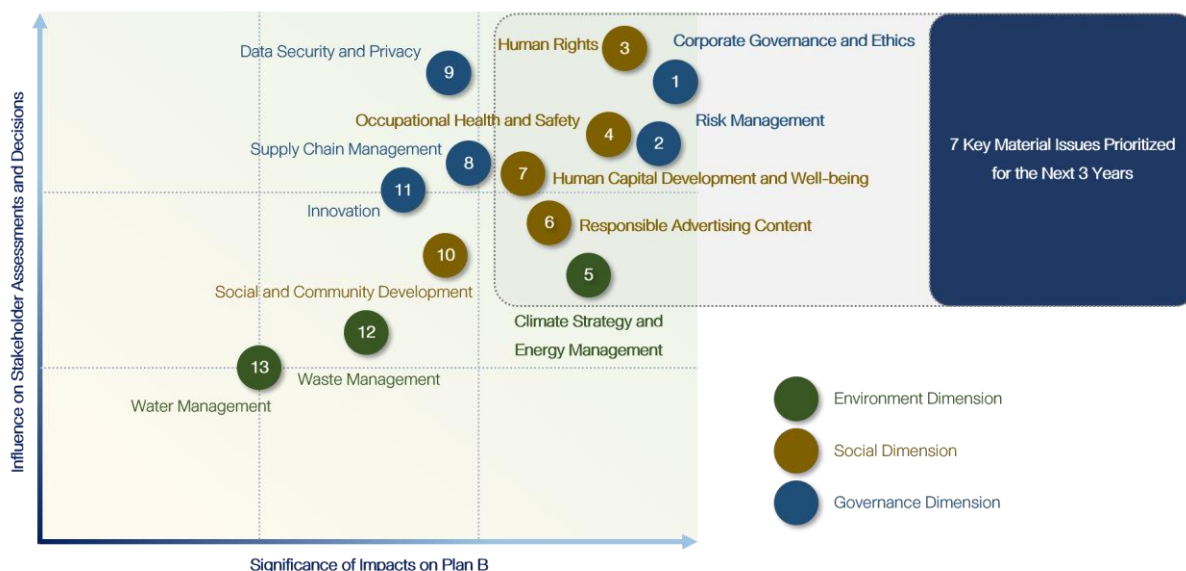 Influence on Stakeholder Assessments and Decisions
Human Rights
3
Corporate Governance and Ethics
Data Security and Privacy
9
1
Occupational Health and Safety
4
Risk Management
2
7 Key Material Issues Prioritized
for the Next 3 Years
Supply Chain Management
8
7
Human Capital Development and Well-being
11
Innovation
6
Responsible Advertising Content
10
Social and Community Development
5
Climate Strategy and
Energy Management
12
Waste Management
13
Water Management
Environment Dimension
Social Dimension
Governance Dimension
Significance of Impacts on Plan B